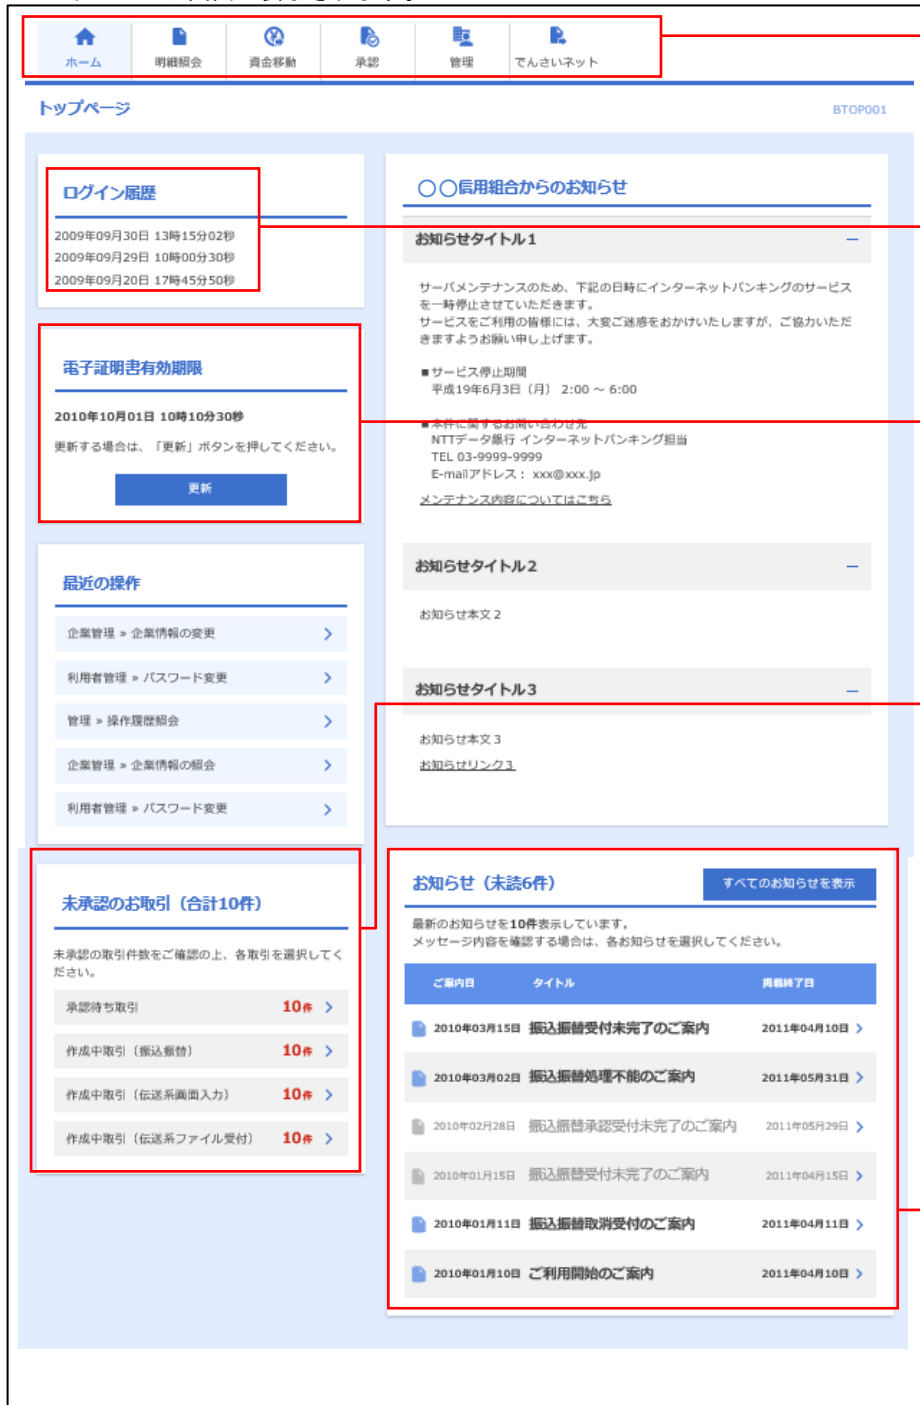 ホーム
明細照会
資金移動
承認
管理
でんさいネット
トップページ
BTOP001
ログイン履歴
2009年09月30日 13時15分02秒
2009年09月29日 10時00分30秒
2009年09月20日 17時45分50秒
電子証明書有効期限
2010年10月01日 10時10分30秒
更新する場合は、「更新」ボタンを押してください。
更新
最近の操作
企業管理 » 企業情報の変更
利用者管理 » パスワード変更
管理 » 操作履歴照会
企業管理 » 企業情報の照会
利用者管理 » パスワード変更
未承認のお取引（合計10件）
未承認の取引件数をご確認の上、各取引を選択してく
ださい。
承認待ち取引 10件
作成中取引（振込振替） 10件
作成中取引（伝送系画面入力） 10件
作成中取引（伝送系ファイル受付） 10件
〇〇信用組合からのお知らせ
お知らせタイトル1
サーバメンテナンスのため、下記の日時にインターネットバンキングのサービス
を一時停止させていただきます。
サービスをご利用の皆様には、大変ご迷惑をおかけいたしますが、ご協力いただ
きますようお願い申し上げます。
■サービス停止期間
平成19年6月3日（月） 2:00 ～ 6:00
■本件に関するお問い合わせ先
NTTデータ銀行 インターネットバンキング担当
TEL 03-9999-9999
E-mailアドレス： xxx@xxx.jp
メンテナンス内容についてはこちら
お知らせタイトル2
お知らせ本文2
お知らせタイトル3
お知らせ本文3
お知らせリンク3
お知らせ（未読6件）
すべてのお知らせを表示
最新のお知らせを10件表示しています。
メッセージ内容を確認する場合は、各お知らせを選択してください。
ご案内日 タイトル 掲載終了日
2010年03月15日 振込振替受付未完了のご案内 2011年04月10日
2010年03月02日 振込振替処理不能のご案内 2011年05月31日
2010年02月28日 振込振替承認受付未完了のご案内 2011年05月29日
2010年01月15日 振込振替受付未完了のご案内 2011年04月15日
2010年01月11日 振込振替取消受付のご案内 2011年04月11日
2010年01月10日 ご利用開始のご案内 2011年04月10日